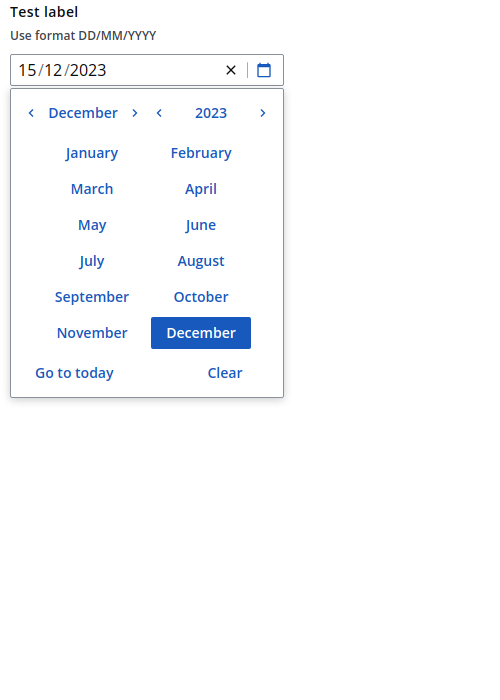 Test label
Use format DD/MM/YYYY
15/12/2023
December 2023
January February
March April
May June
July August
September October
November December
Go to today Clear